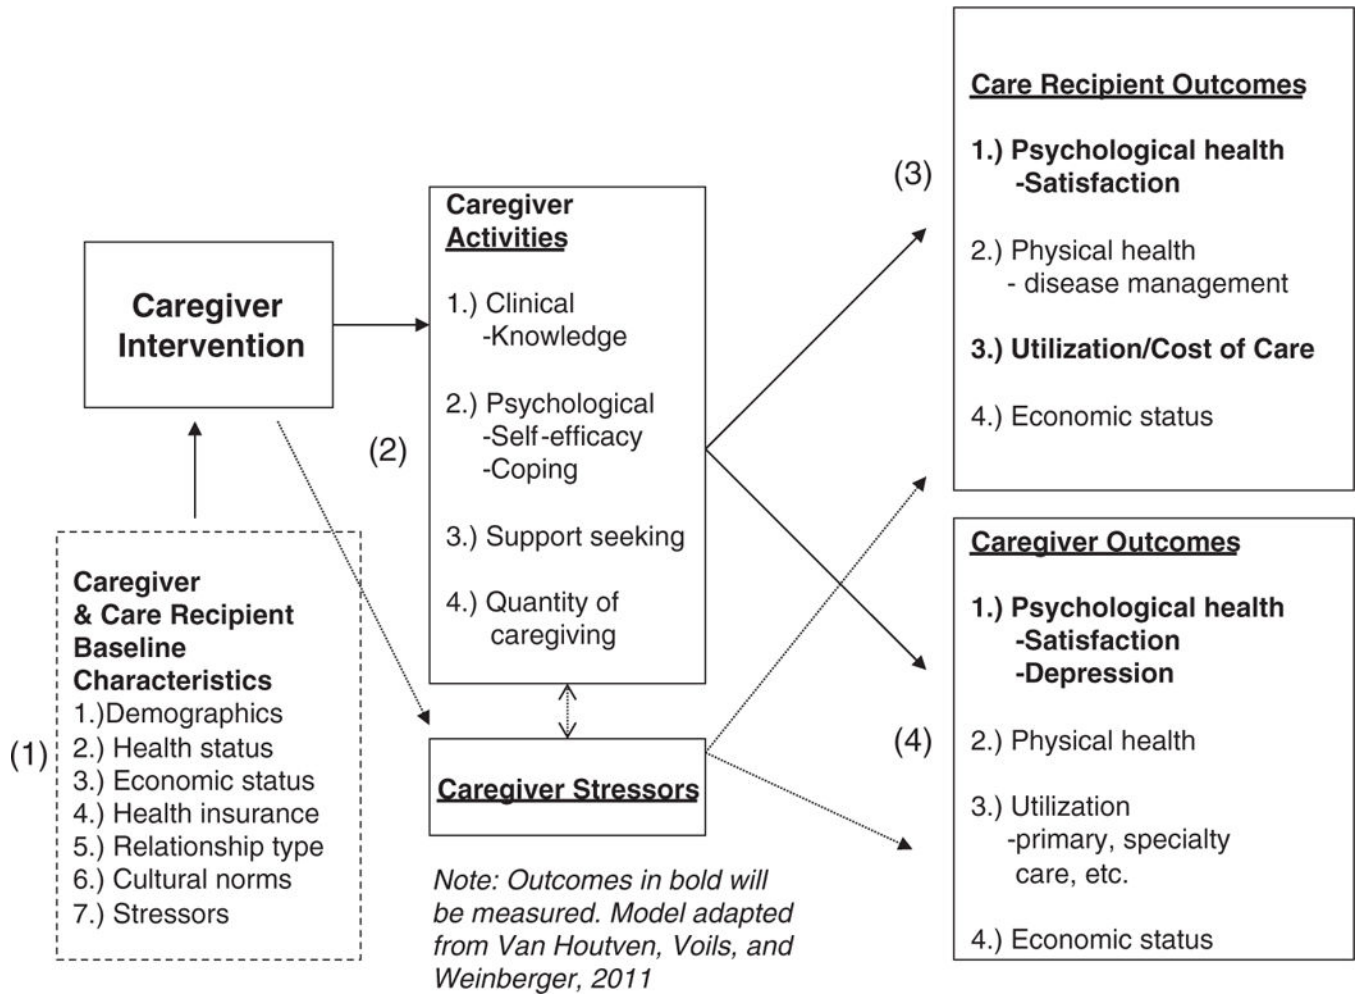 Caregiver
Intervention
(1)
Caregiver
& Care Recipient
Baseline
Characteristics
1.)Demographics
2.) Health status
3.) Economic status
4.) Health insurance
5.) Relationship type
6.) Cultural norms
7.) Stressors
(2)
Caregiver
Activities
1.) Clinical
-Knowledge
2.) Psychological
-Self-efficacy
-Coping
3.) Support seeking
4.) Quantity of
caregiving
Caregiver Stressors
Note: Outcomes in bold will
be measured. Model adapted
from Van Houtven, Voils, and
Weinberger, 2011
(3)
Care Recipient Outcomes
1.) Psychological health
-Satisfaction
2.) Physical health
- disease management
3.) Utilization/Cost of Care
4.) Economic status
(4)
Caregiver Outcomes
1.) Psychological health
-Satisfaction
-Depression
2.) Physical health
3.) Utilization
-primary, specialty
care, etc.
4.) Economic status